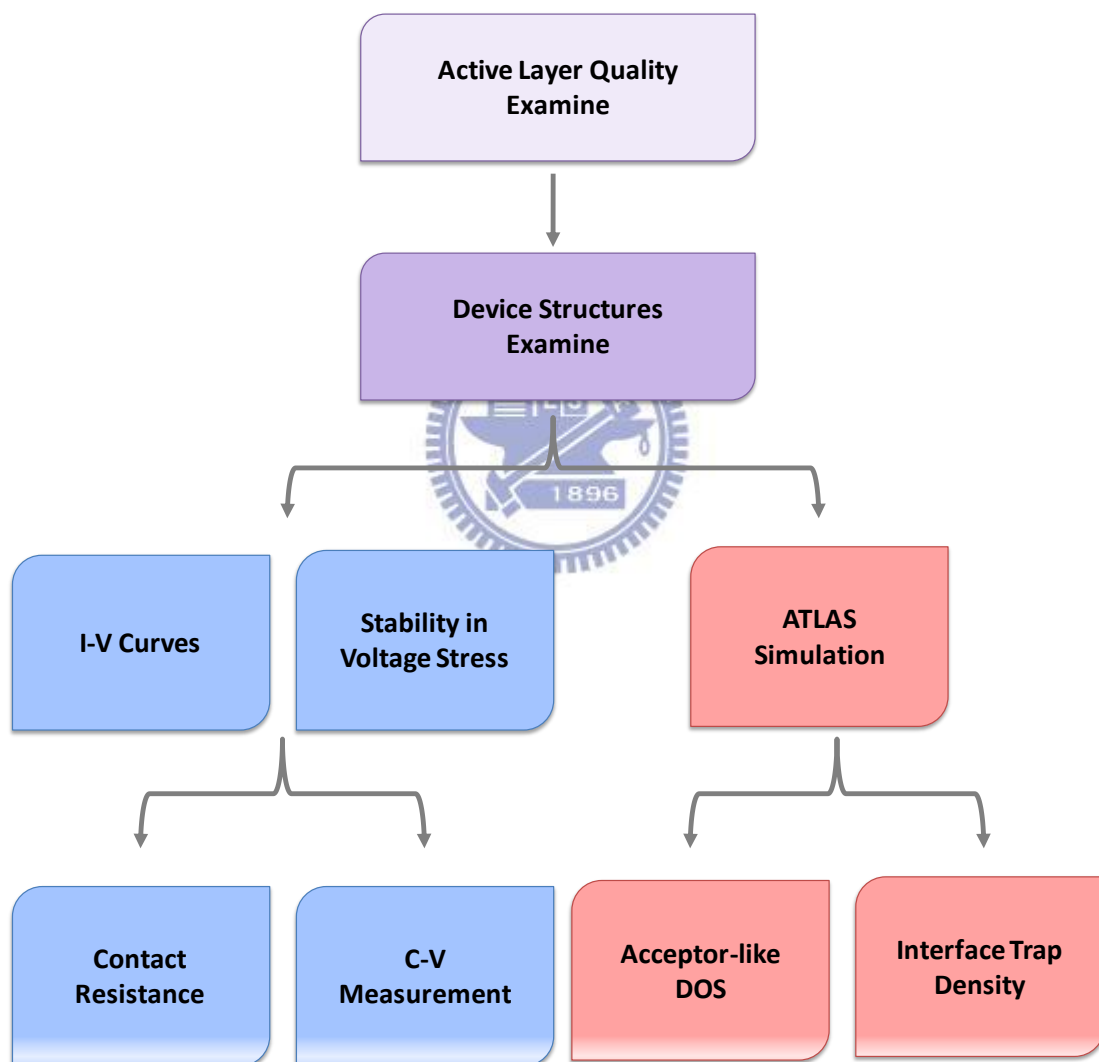 Active Layer Quality
Examine
Device Structures
Examine
1896
I-V Curves
Stability in
Voltage Stress
ATLAS
Simulation
Contact
Resistance
C-V
Measurement
Acceptor-like
DOS
Interface Trap
Density